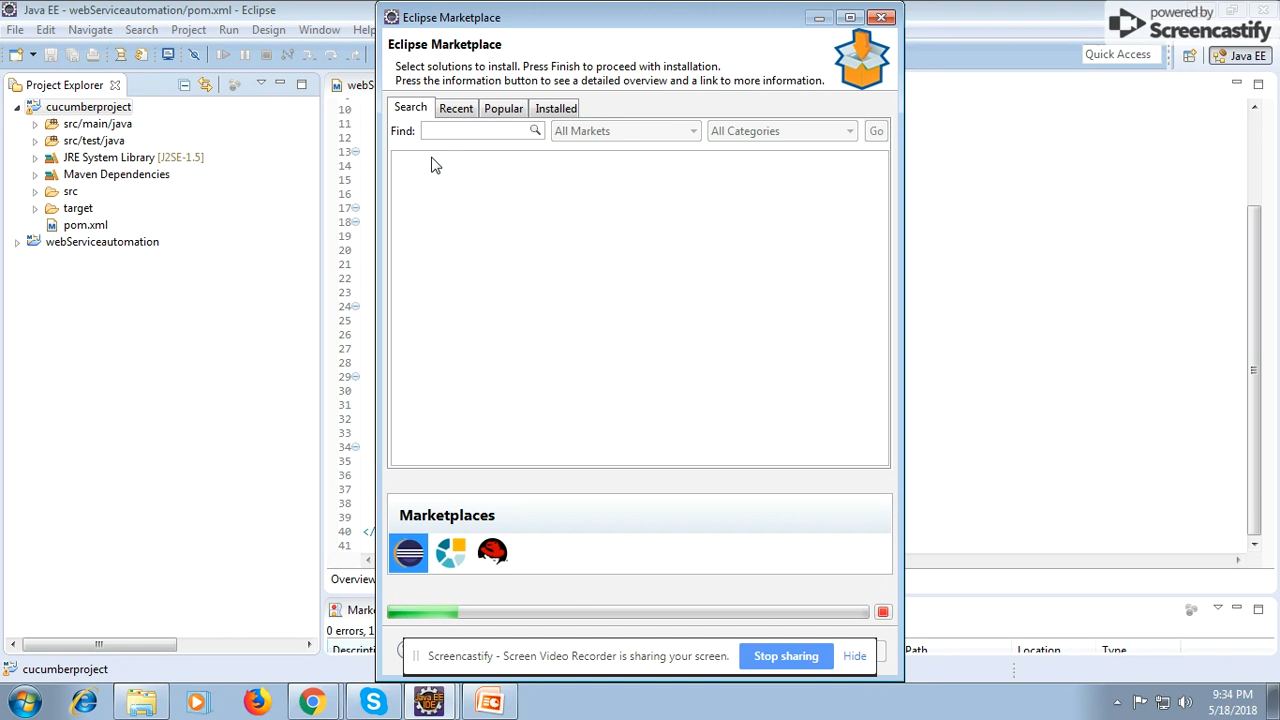 Java EE - webServiceautomation/pom.xml - Eclipse
Eclipse Marketplace
powered by
Screencastify
File Edit Navigate Search Project Run Design Window Help
Eclipse Marketplace
Select solutions to install. Press Finish to proceed with installation.
Press the information button to see a detailed overview and a link to more information.
Quick Access
Java EE
Project Explorer
webS
Search Recent Popular Installed
Find:
All Markets
All Categories
Go
cucumberproject
src/main/java
src/test/java
JRE System Library [J2SE-1.5]
Maven Dependencies
src
target
pom.xml
webServiceautomation
10
11
12
13
14
15
16
17
18
19
20
21
22
23
24
25
26
27
28
29
30
31
32
33
34
35
36
37
38
39
40 </
41
Marketplaces
Overview
Marke
0 errors, 1
Descripti
Path
Location
Type
Screencastify - Screen Video Recorder is sharing your screen.
Stop sharing
Hide
cucumberproject
Java EE
IDE
9:34 PM
5/18/2018